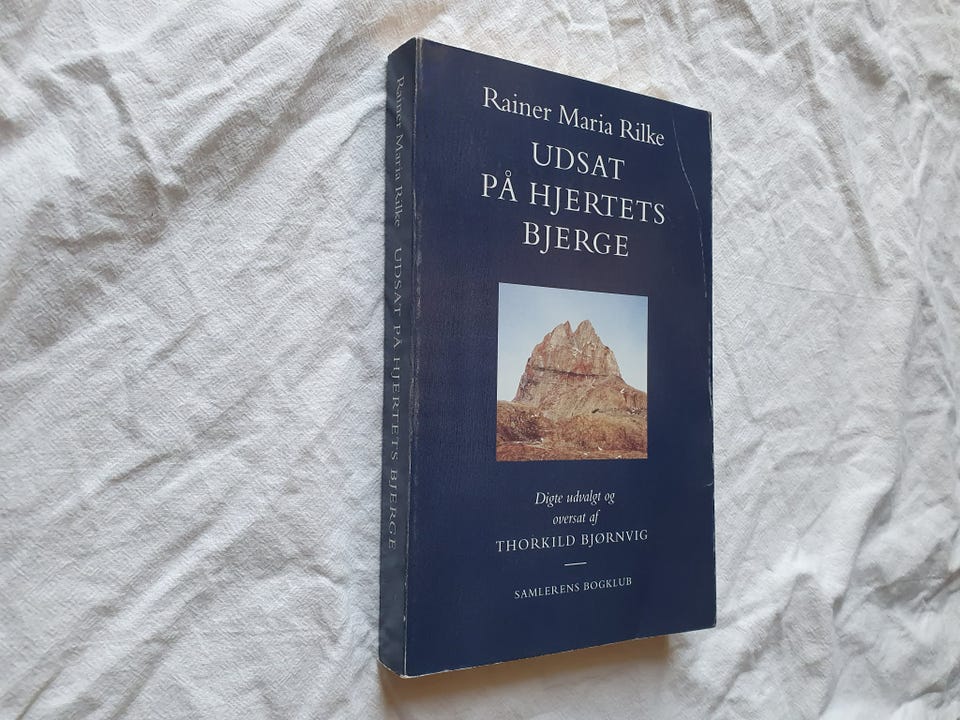 Rainer Maria Rilke UDSAT PÅ HJERTETS BJERGE
Rainer Maria Rilke
UDSAT
PÅ HJERTETS
BJERGE
Digte udvalgt og
oversat af
THORKILD BJØRNVIG
SAMLERENS BOGKLUB